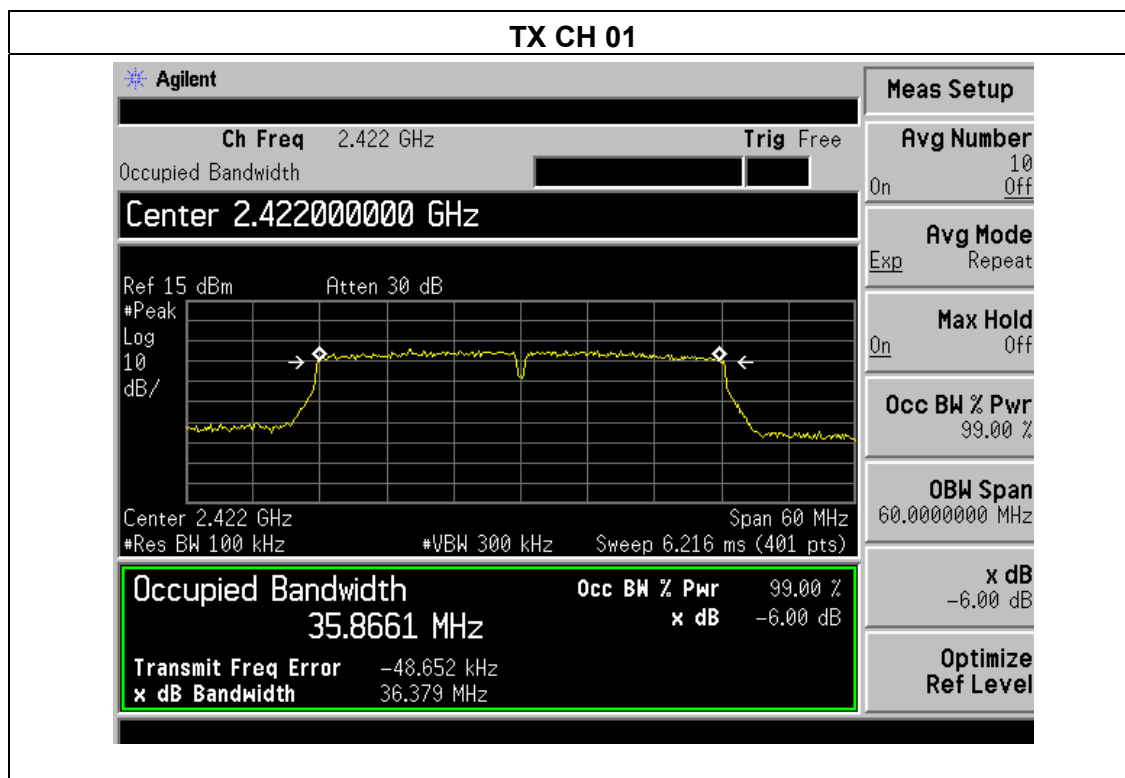 TX CH 01
Agilent
Ch Freq 2.422 GHz Trig Free
Occupied Bandwidth
Center 2.422000000 GHz
Ref 15 dBm Atten 30 dB
#Peak
Log
10
dB/
Center 2.422 GHz Span 60 MHz
#Res BW 100 kHz #VBW 300 kHz Sweep 6.216 ms (401 pts)
Occupied Bandwidth Occ BW % Pwr 99.00 %
35.8661 MHz x dB -6.00 dB
Transmit Freq Error -48.652 kHz
x dB Bandwidth 36.379 MHz
Meas Setup
Avg Number
10
On Off
Avg Mode
Exp Repeat
Max Hold
On Off
Occ BW % Pwr
99.00 %
OBW Span
60.0000000 MHz
x dB
-6.00 dB
Optimize
Ref Level